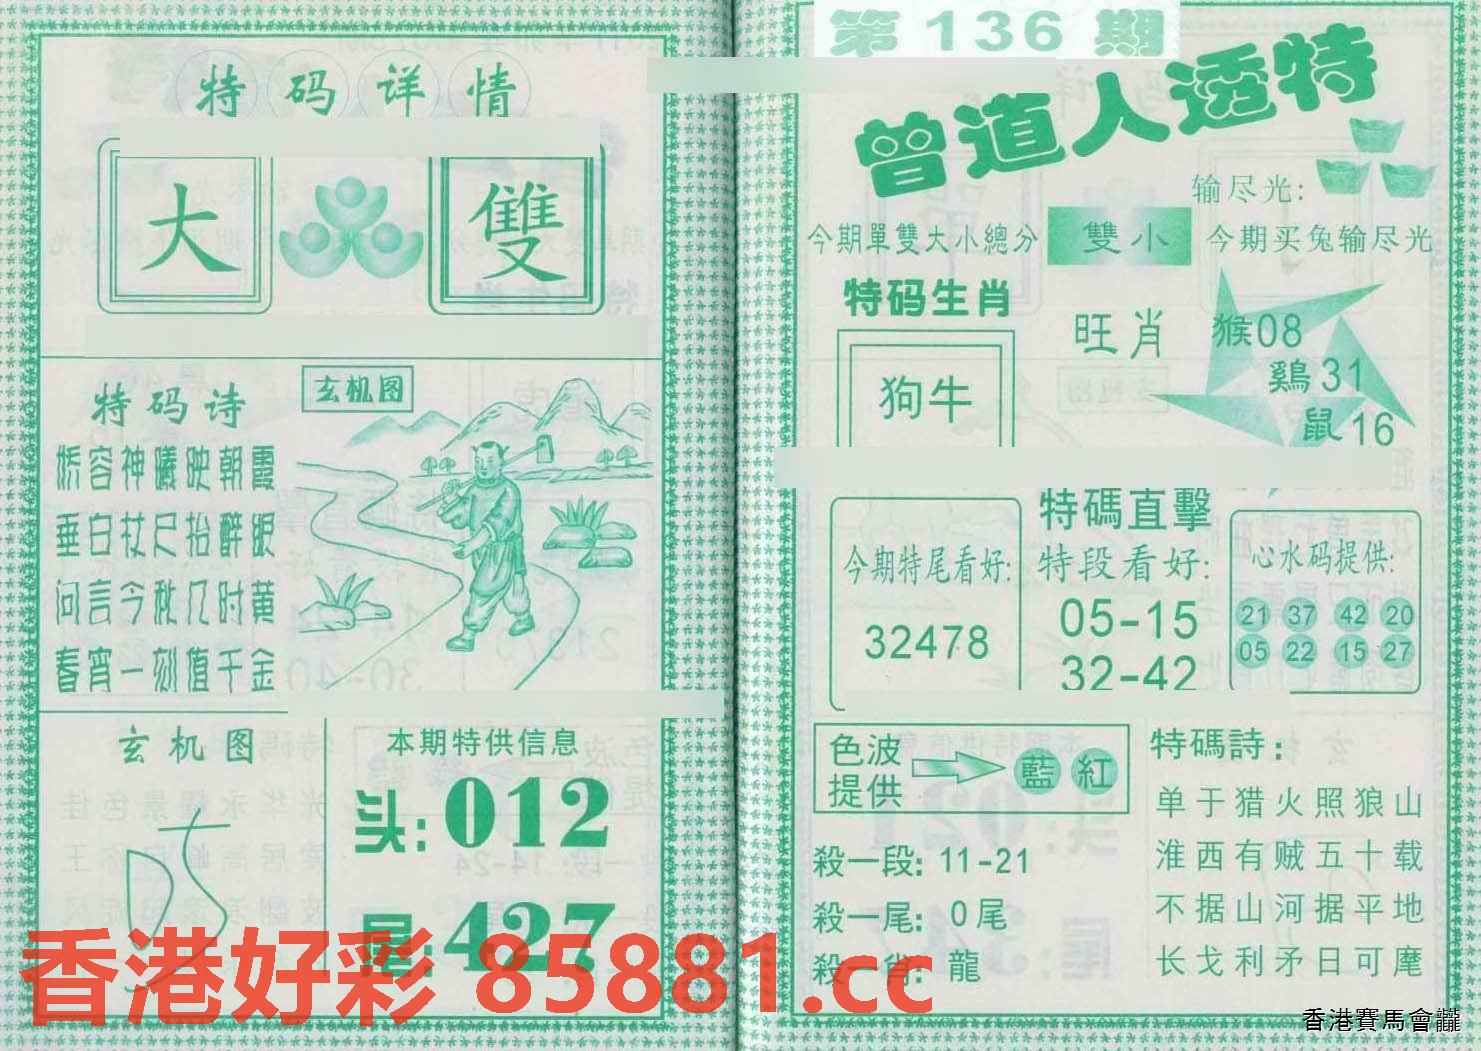 特码详情
大
雙
特码诗
玄机图
容神曦映朝霞
垂白杖尺抬醉眼
问言今秋几时黄
春宵一刻值千金
玄机图
本期特供信息
头:012
尾:427
第136期
曾道人透特
输尽光:
今期單雙大小總分
雙小
今期买兔输尽光
特码生肖
狗牛
旺肖
猴08
鷄31
鼠16
特碼直擊
今期特尾看好:
32478
特段看好:
05-15
32-42
心水码提供:
21 37 42 20
05 22 15 27
色波提供
藍紅
殺一段: 11-21
殺一尾: 0尾
殺一肖: 龍
特碼詩:
单于猎火照狼山
淮西有贼五十载
不据山河据平地
长戈利矛日可麾
香港好彩 85881.cc
香港賽馬會